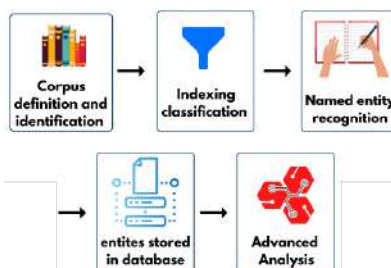 Corpus
definition and
identification
Indexing
classification
Named entity
recognition
entites stored
in database
Advanced
Analysis